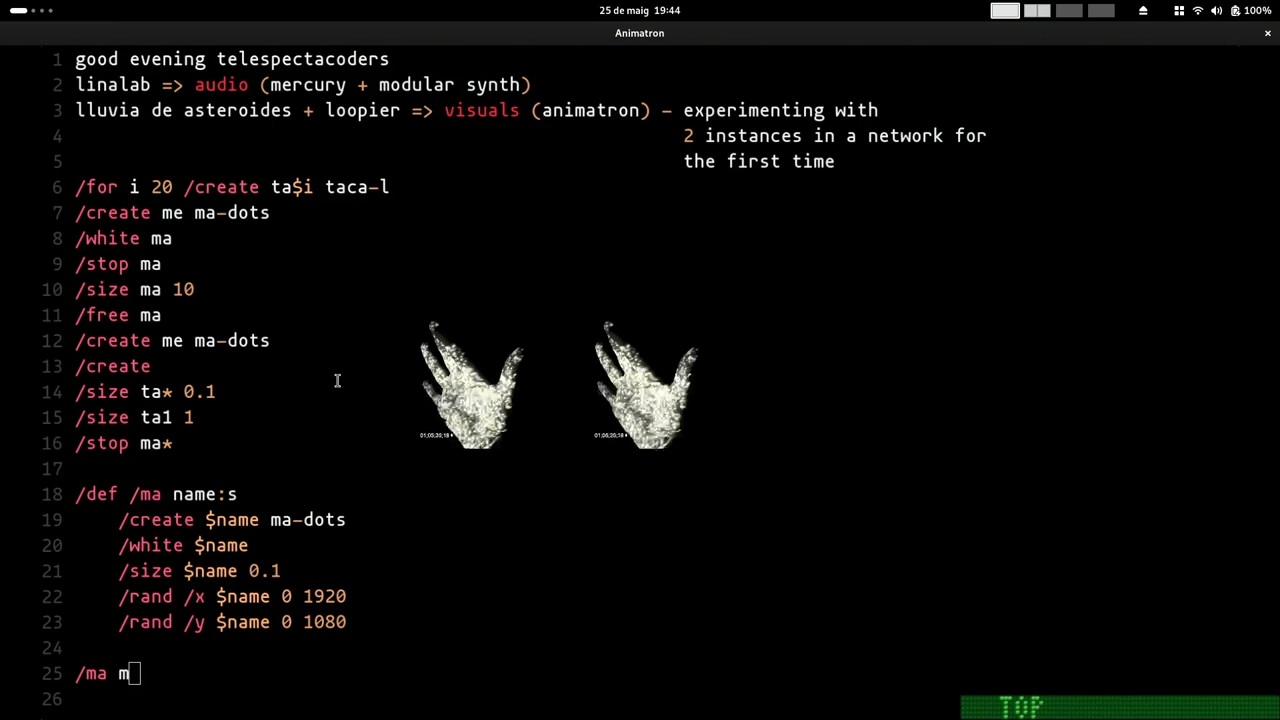 25 de maig 19:44
100%
Animatron
×
1 good evening telespectacoders
2 linalab => audio (mercury + modular synth)
3 lluvia de asteroides + loopier => visuals (animatron) – experimenting with
4 2 instances in a network for
5 the first time
6 /for i 20 /create ta$i taca-l
7 /create me ma-dots
8 /white ma
9 /stop ma
10 /size ma 10
11 /free ma
12 /create me ma-dots
13 /create
14 /size ta* 0.1
15 /size ta1 1
16 /stop ma*
17
18 /def /ma name:s
19 /create $name ma-dots
20 /white $name
21 /size $name 0.1
22 /rand /x $name 0 1920
23 /rand /y $name 0 1080
24
25 /ma m
26
TOP